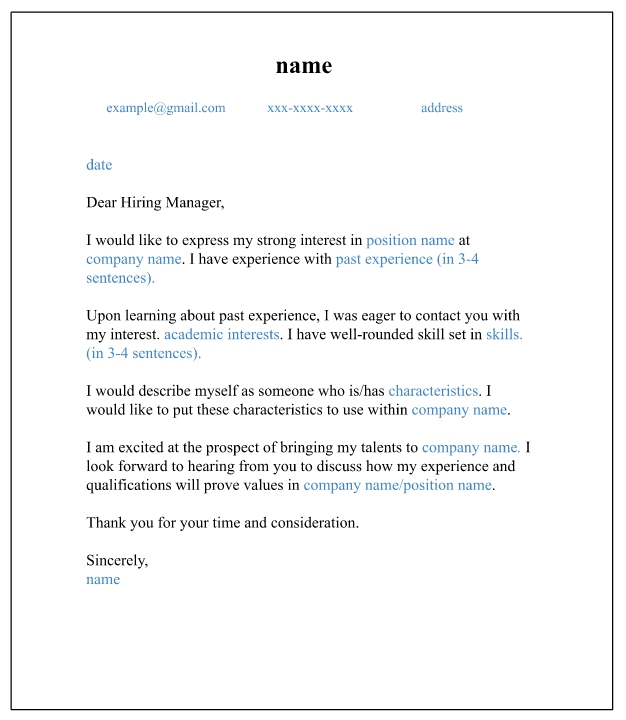 name
example@gmail.com xxx-xxxx-xxxx address
date
Dear Hiring Manager,
I would like to express my strong interest in position name at
company name. I have experience with past experience (in 3-4
sentences).
Upon learning about past experience, I was eager to contact you with
my interest. academic interests. I have well-rounded skill set in skills.
(in 3-4 sentences).
I would describe myself as someone who is/has characteristics. I
would like to put these characteristics to use within company name.
I am excited at the prospect of bringing my talents to company name. I
look forward to hearing from you to discuss how my experience and
qualifications will prove values in company name/position name.
Thank you for your time and consideration.
Sincerely,
name